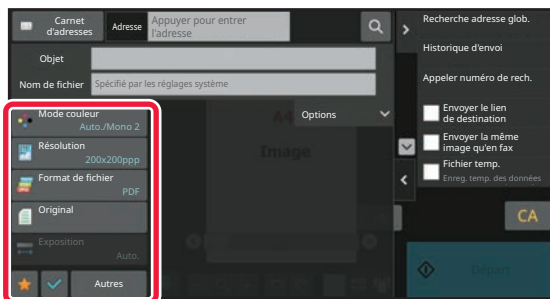 Carnet
d'adresses
Adresse
Appuyer pour entrer
l'adresse
Objet
Nom de fichier
Spécifié par les réglages système
Mode couleur
Auto./Mono 2
Résolution
200x200ppp
Format de fichier
PDF
Original
Exposition
Auto.
Autres
A4
Image
Options
Recherche adresse glob.
Historique d'envoi
Appeler numéro de rech.
Envoyer le lien
de destination
Envoyer la même
image qu'en fax
Fichier temp.
Enreg. temp. des données
CA
Départ